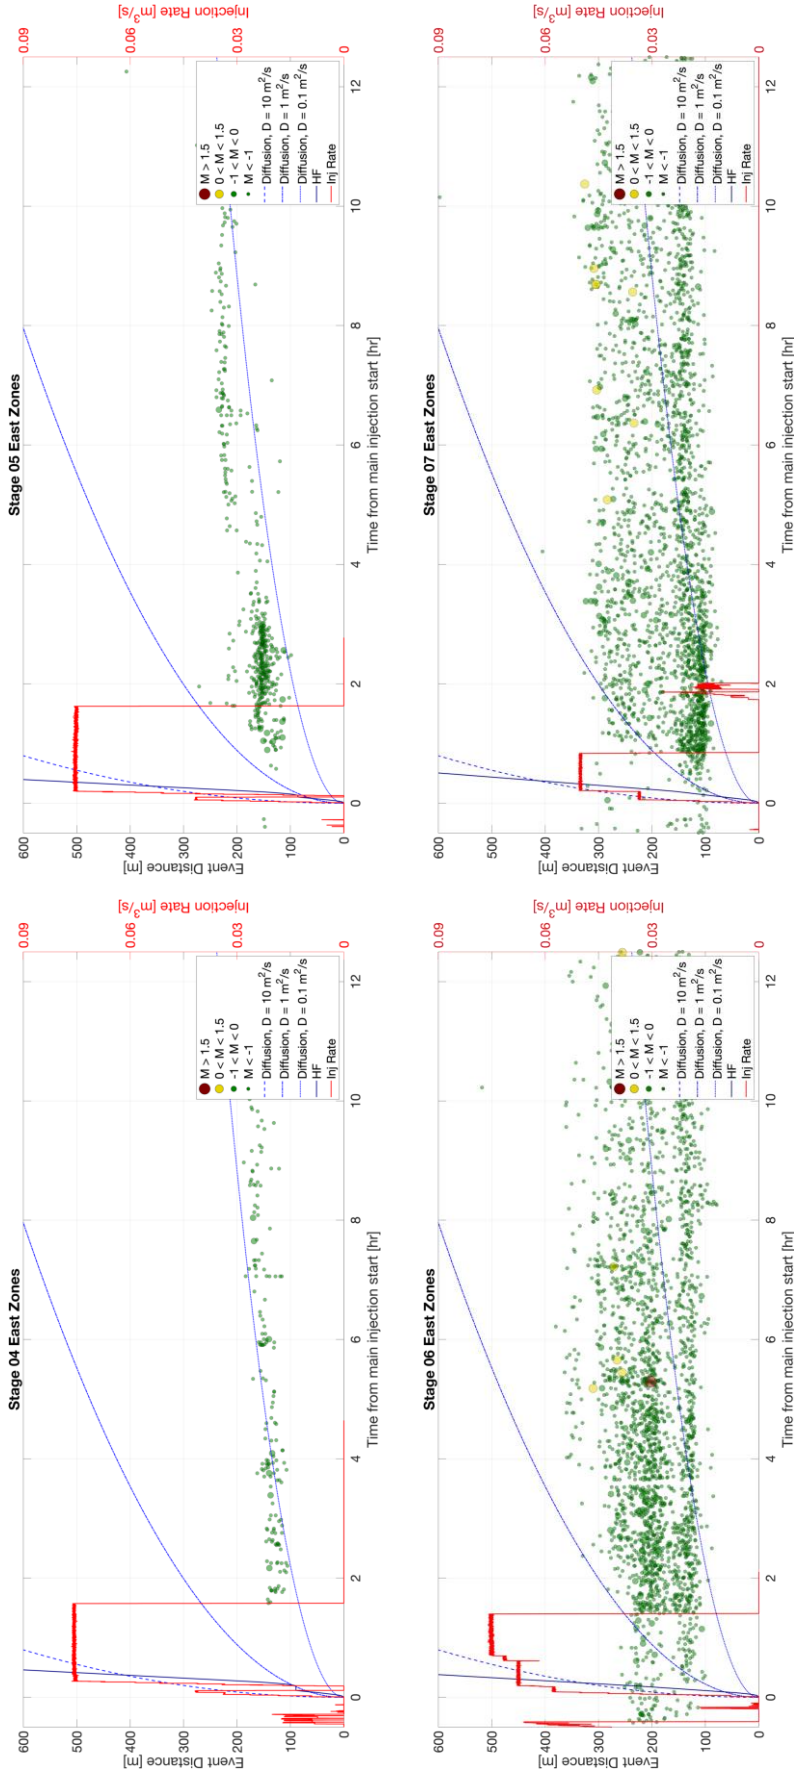 Stage 04 East Zones
600
500
400
300
200
100
0
Event Distance [m]
0.09
0.06
0.03
0
Injection Rate [m³/s]
0
2
4
6
8
10
12
Time from main injection start [hr]
M > 1.5
0 < M < 1.5
-1 < M < 0
M < -1
Diffusion, D = 10 m²/s
Diffusion, D = 1 m²/s
Diffusion, D = 0.1 m²/s
HF
Inj Rate
Stage 05 East Zones
600
500
400
300
200
100
0
Event Distance [m]
0.09
0.06
0.03
0
Injection Rate [m³/s]
0
2
4
6
8
10
12
Time from main injection start [hr]
M > 1.5
0 < M < 1.5
-1 < M < 0
M < -1
Diffusion, D = 10 m²/s
Diffusion, D = 1 m²/s
Diffusion, D = 0.1 m²/s
HF
Inj Rate
Stage 06 East Zones
600
500
400
300
200
100
0
Event Distance [m]
0.09
0.06
0.03
0
Injection Rate [m³/s]
0
2
4
6
8
10
12
Time from main injection start [hr]
M > 1.5
0 < M < 1.5
-1 < M < 0
M < -1
Diffusion, D = 10 m²/s
Diffusion, D = 1 m²/s
Diffusion, D = 0.1 m²/s
HF
Inj Rate
Stage 07 East Zones
600
500
400
300
200
100
0
Event Distance [m]
0.09
0.06
0.03
0
Injection Rate [m³/s]
0
2
4
6
8
10
12
Time from main injection start [hr]
M > 1.5
0 < M < 1.5
-1 < M < 0
M < -1
Diffusion, D = 10 m²/s
Diffusion, D = 1 m²/s
Diffusion, D = 0.1 m²/s
HF
Inj Rate